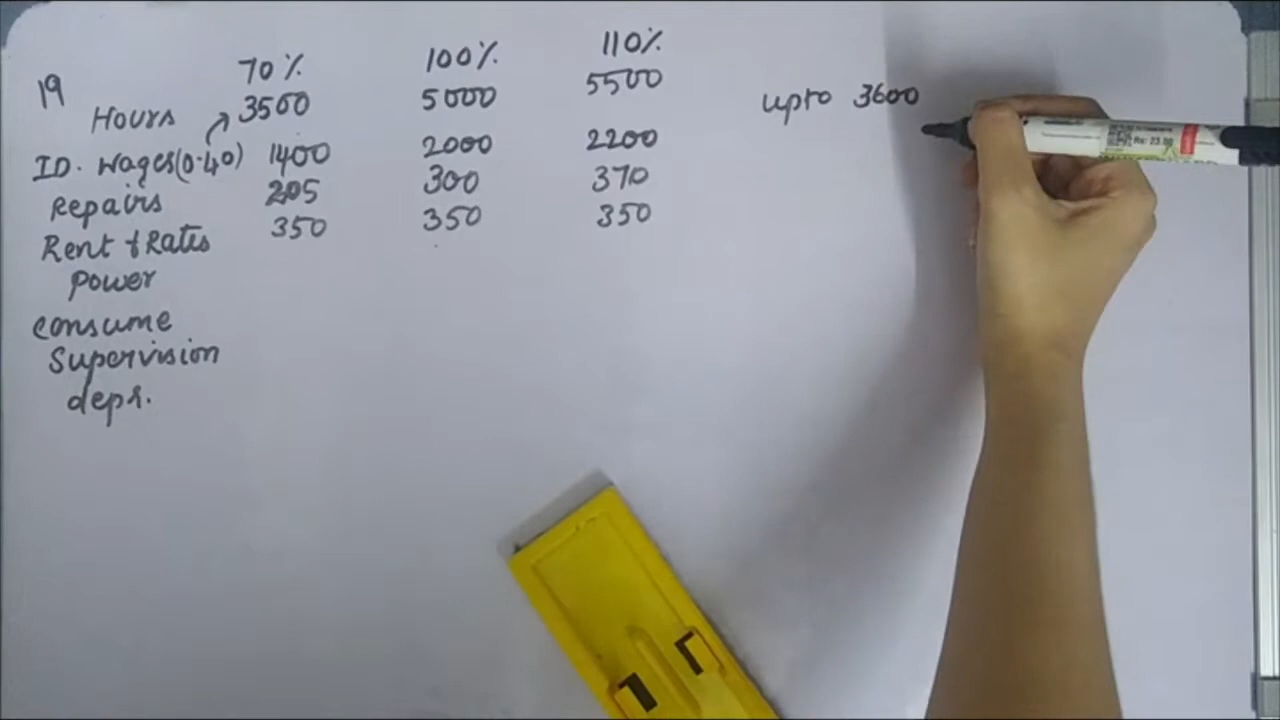 19 70% 100% 110%
Hours 3500 5000 5500 upto 3600
ID. wages(0.40) 1400 2000 2200
Repairs 205 300 370
Rent & Rates 350 350 350
Power
Consume
Supervision
depr.